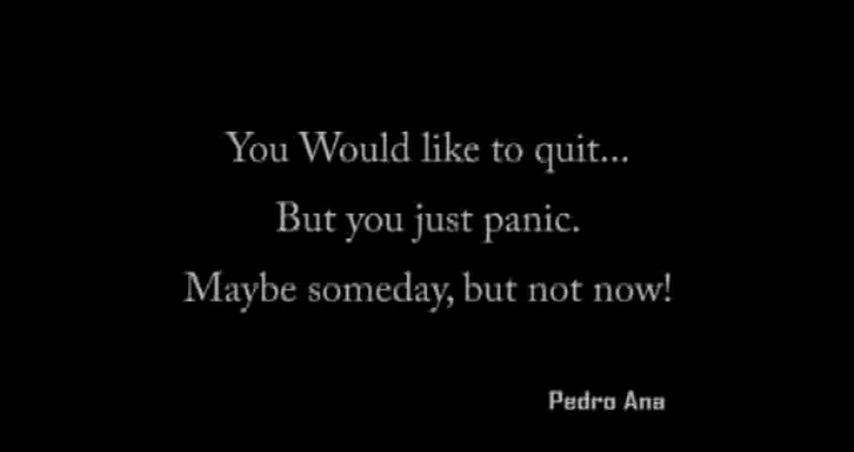 You Would like to quit...
But you just panic.
Maybe someday, but not now!
Pedro Ana